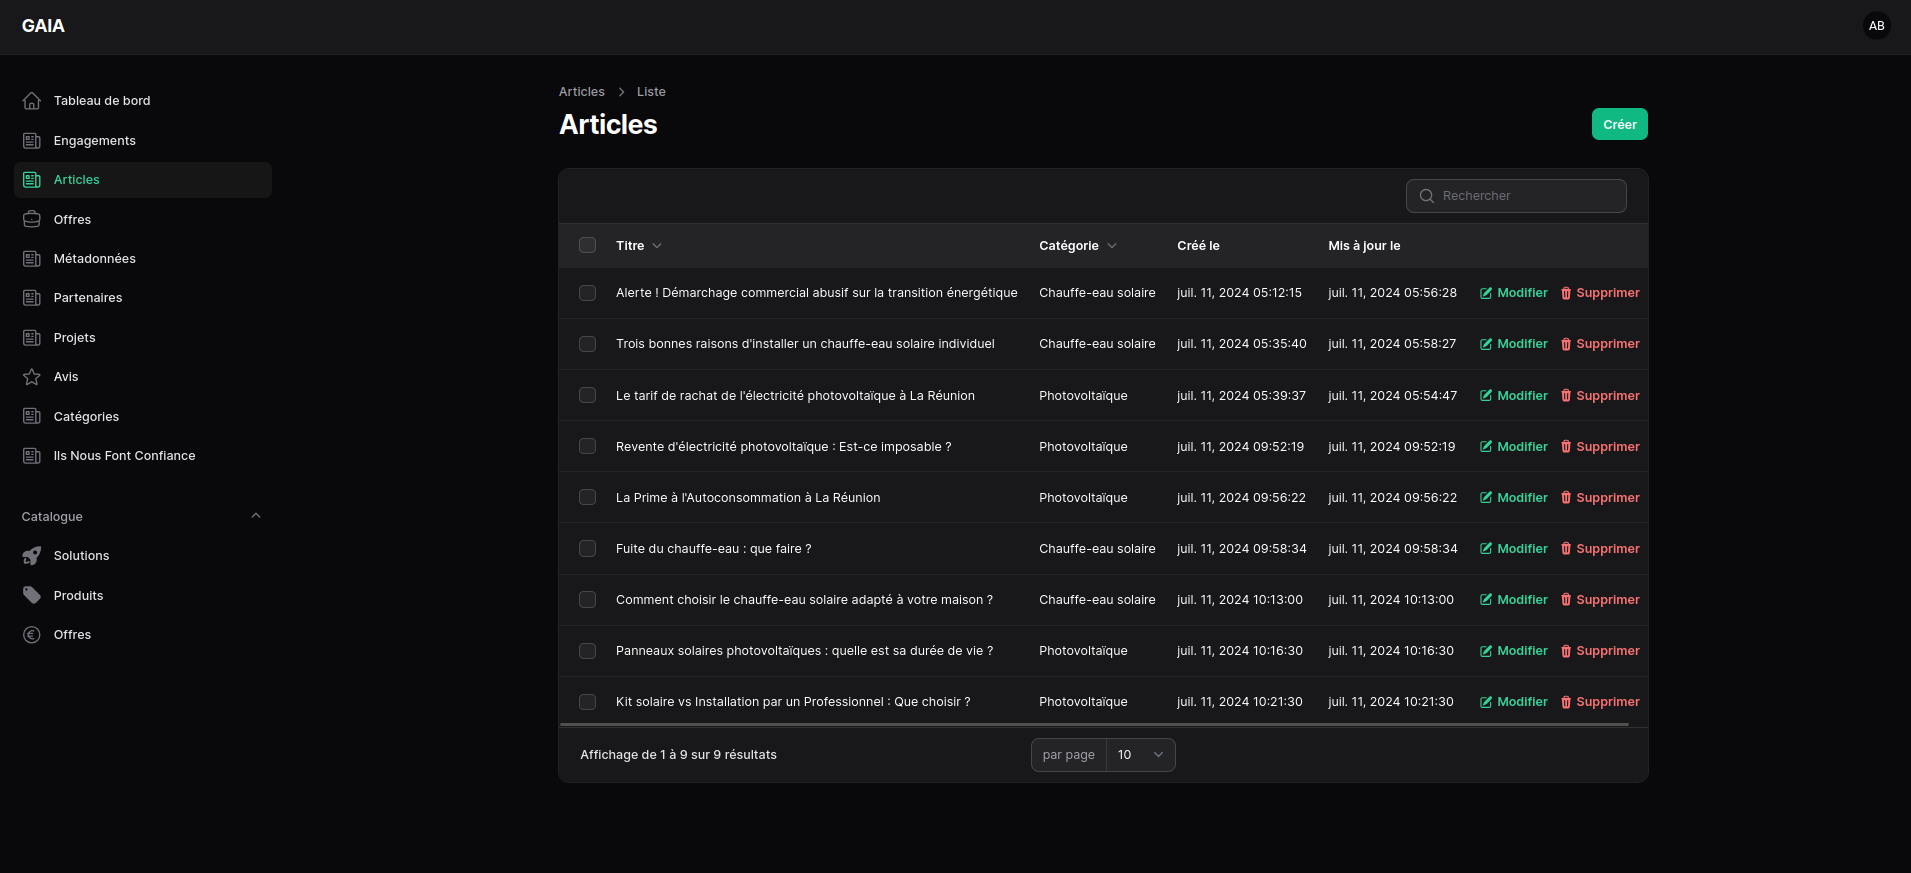 GAIA
AB
Tableau de bord
Engagements
Articles
Offres
Métadonnées
Partenaires
Projets
Avis
Catégories
Ils Nous Font Confiance
Catalogue
Solutions
Produits
Offres
Articles Liste
Articles
Créer
Rechercher
Titre Catégorie Créé le Mis à jour le
Alerte ! Démarchage commercial abusif sur la transition énergétique Chauffe-eau solaire juil. 11, 2024 05:12:15 juil. 11, 2024 05:56:28 Modifier Supprimer
Trois bonnes raisons d'installer un chauffe-eau solaire individuel Chauffe-eau solaire juil. 11, 2024 05:35:40 juil. 11, 2024 05:58:27 Modifier Supprimer
Le tarif de rachat de l'électricité photovoltaïque à La Réunion Photovoltaïque juil. 11, 2024 05:39:37 juil. 11, 2024 05:54:47 Modifier Supprimer
Revente d'électricité photovoltaïque : Est-ce imposable ? Photovoltaïque juil. 11, 2024 09:52:19 juil. 11, 2024 09:52:19 Modifier Supprimer
La Prime à l'Autoconsommation à La Réunion Photovoltaïque juil. 11, 2024 09:56:22 juil. 11, 2024 09:56:22 Modifier Supprimer
Fuite du chauffe-eau : que faire ? Chauffe-eau solaire juil. 11, 2024 09:58:34 juil. 11, 2024 09:58:34 Modifier Supprimer
Comment choisir le chauffe-eau solaire adapté à votre maison ? Chauffe-eau solaire juil. 11, 2024 10:13:00 juil. 11, 2024 10:13:00 Modifier Supprimer
Panneaux solaires photovoltaïques : quelle est sa durée de vie ? Photovoltaïque juil. 11, 2024 10:16:30 juil. 11, 2024 10:16:30 Modifier Supprimer
Kit solaire vs Installation par un Professionnel : Que choisir ? Photovoltaïque juil. 11, 2024 10:21:30 juil. 11, 2024 10:21:30 Modifier Supprimer
Affichage de 1 à 9 sur 9 résultats par page 10